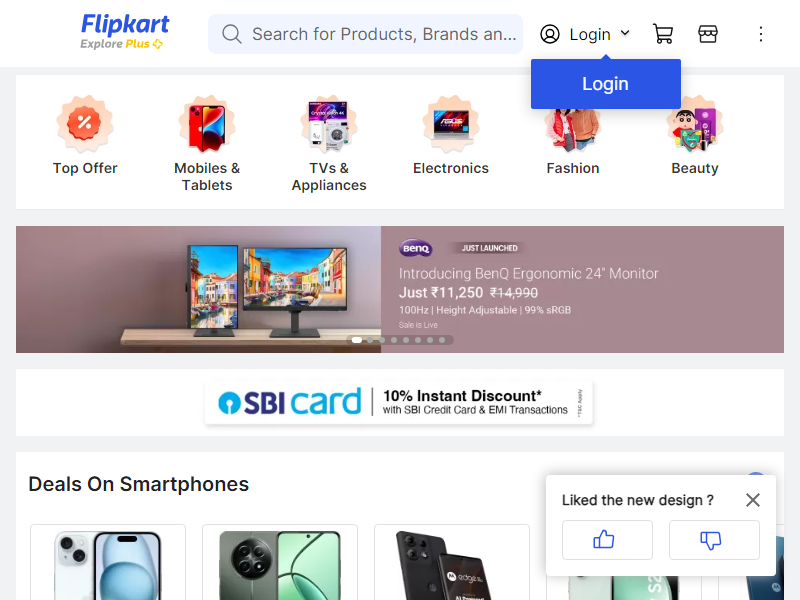 Flipkart
Explore Plus
Search for Products, Brands an...
Login
Login
Top Offer
Mobiles &
Tablets
TVs &
Appliances
Electronics
Fashion
Beauty
BenQ
JUST LAUNCHED
Introducing BenQ Ergonomic 24" Monitor
Just ₹11,250 ₹14,990
100Hz | Height Adjustable | 99% sRGB
Sale is Live
SBI card
10% Instant Discount*
with SBI Credit Card & EMI Transactions
*T&C Apply
Deals On Smartphones
Liked the new design ?